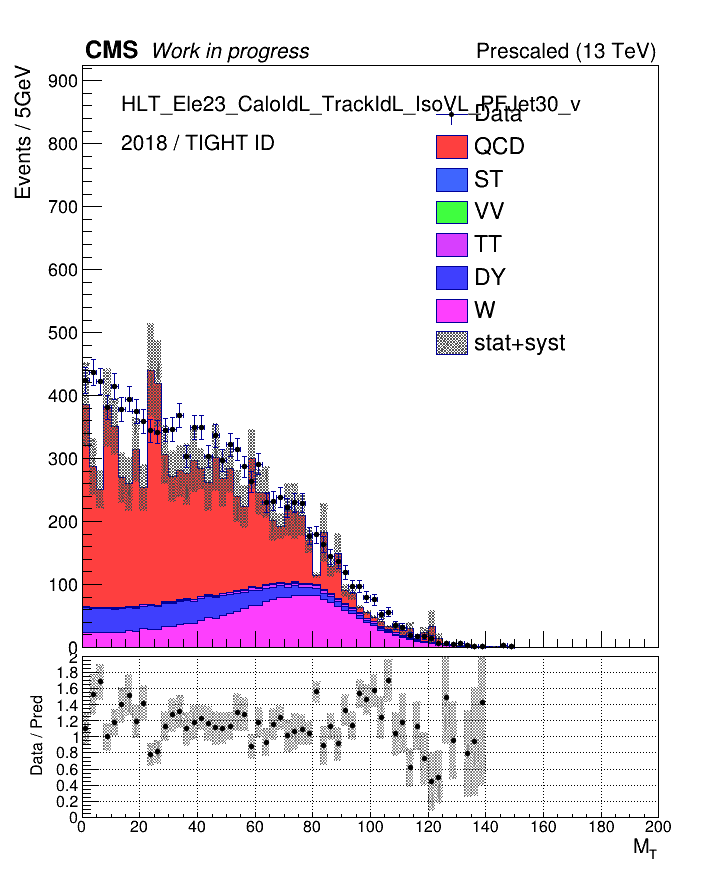 CMS Work in progress Prescaled (13 TeV)
Events / 5GeV
900
800
700
600
500
400
300
200
100
0
HLT_Ele23_CaloIdL_TrackIdL_IsoVL_PFJet30_v
2018 / TIGHT ID
Data
QCD
ST
VV
TT
DY
W
stat+syst
Data / Pred
2
1.8
1.6
1.4
1.2
1
0.8
0.6
0.4
0.2
0
0 20 40 60 80 100 120 140 160 180 200
M_T